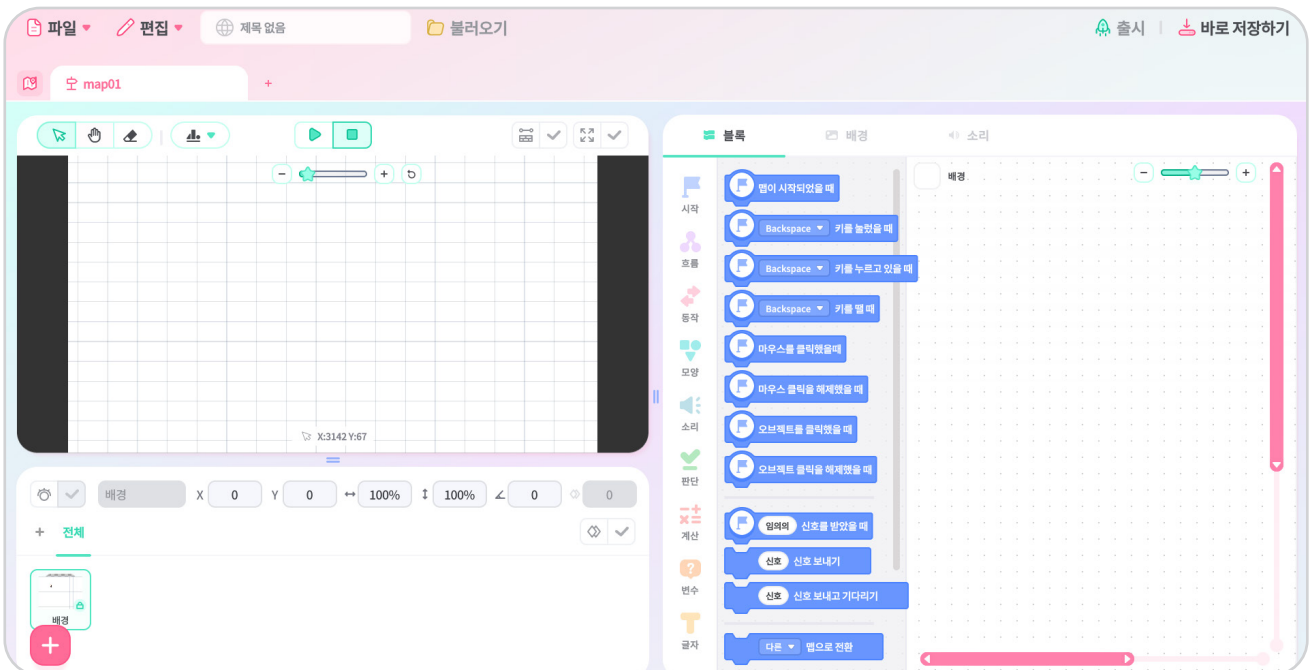 파일 편집 제목 없음 불러오기 출시 바로 저장하기
map01 +
블록 배경 소리
시작
흐름
동작
모양
소리
판단
계산
변수
글자
맵이 시작되었을 때
Backspace 키를 눌렀을 때
Backspace 키를 누르고 있을 때
Backspace 키를 뗄 때
마우스를 클릭했을때
마우스 클릭을 해제했을 때
오브젝트를 클릭했을 때
오브젝트 클릭을 해제했을 때
임의의 신호를 받았을 때
신호 신호 보내기
신호 신호 보내고 기다리기
다른 맵으로 전환
배경
X:3142 Y:67
배경 X 0 Y 0 100% 100% 0 0
+ 전체
배경